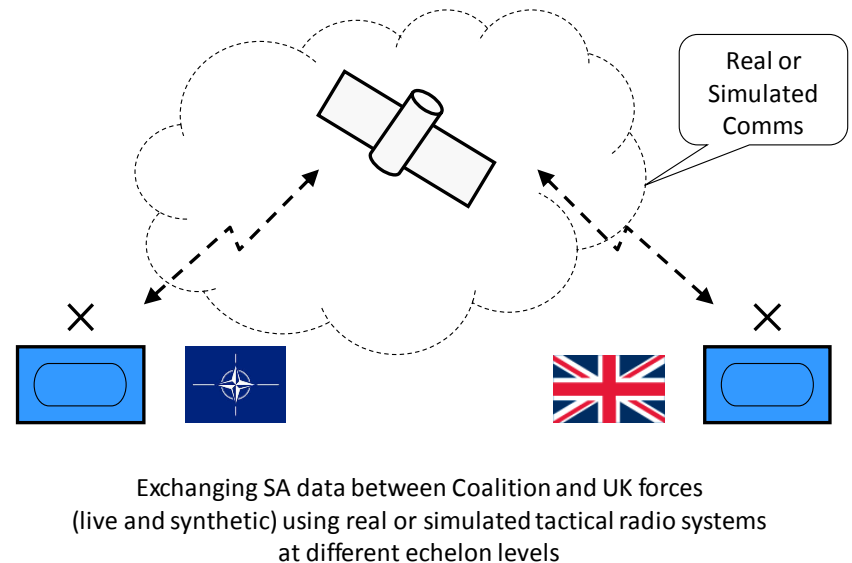 Real or
Simulated
Comms
Exchanging SA data between Coalition and UK forces
(live and synthetic) using real or simulated tactical radio systems
at different echelon levels